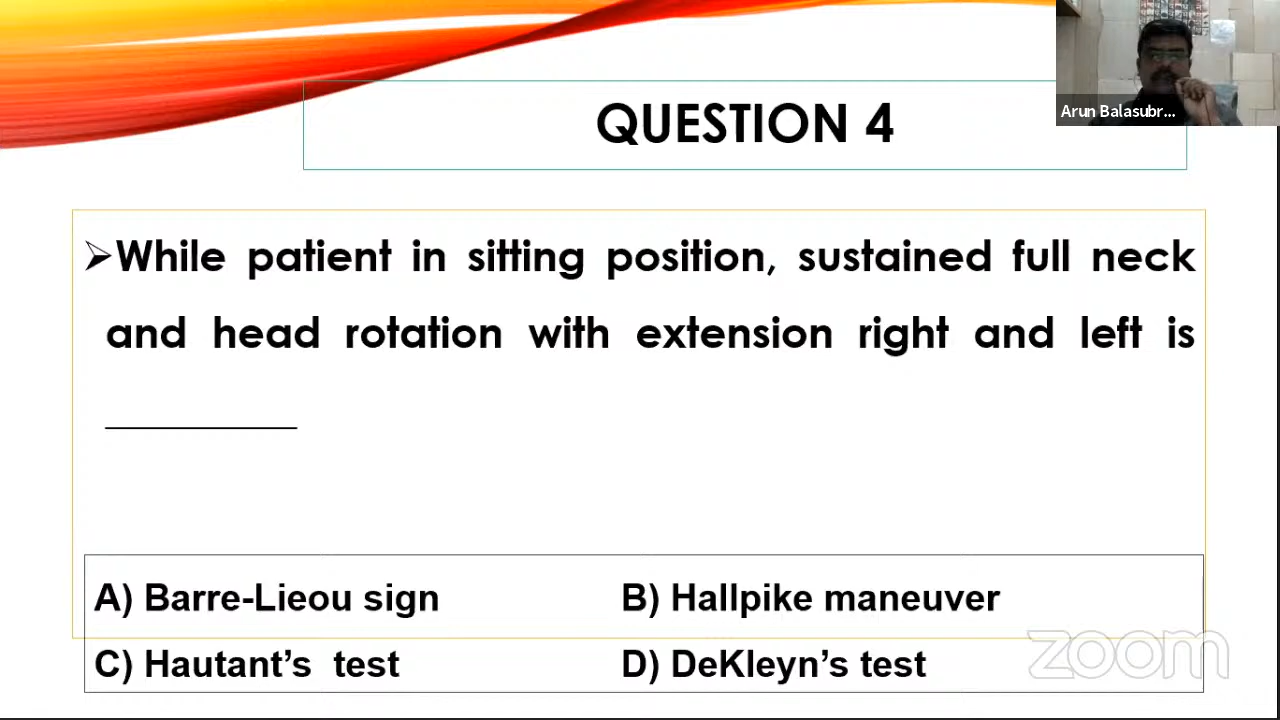 Arun Balasubr...
QUESTION 4
➢While patient in sitting position, sustained full neck
and head rotation with extension right and left is
__________
A) Barre-Lieou sign B) Hallpike maneuver
C) Hautant’s test D) DeKleyn’s test
zoom